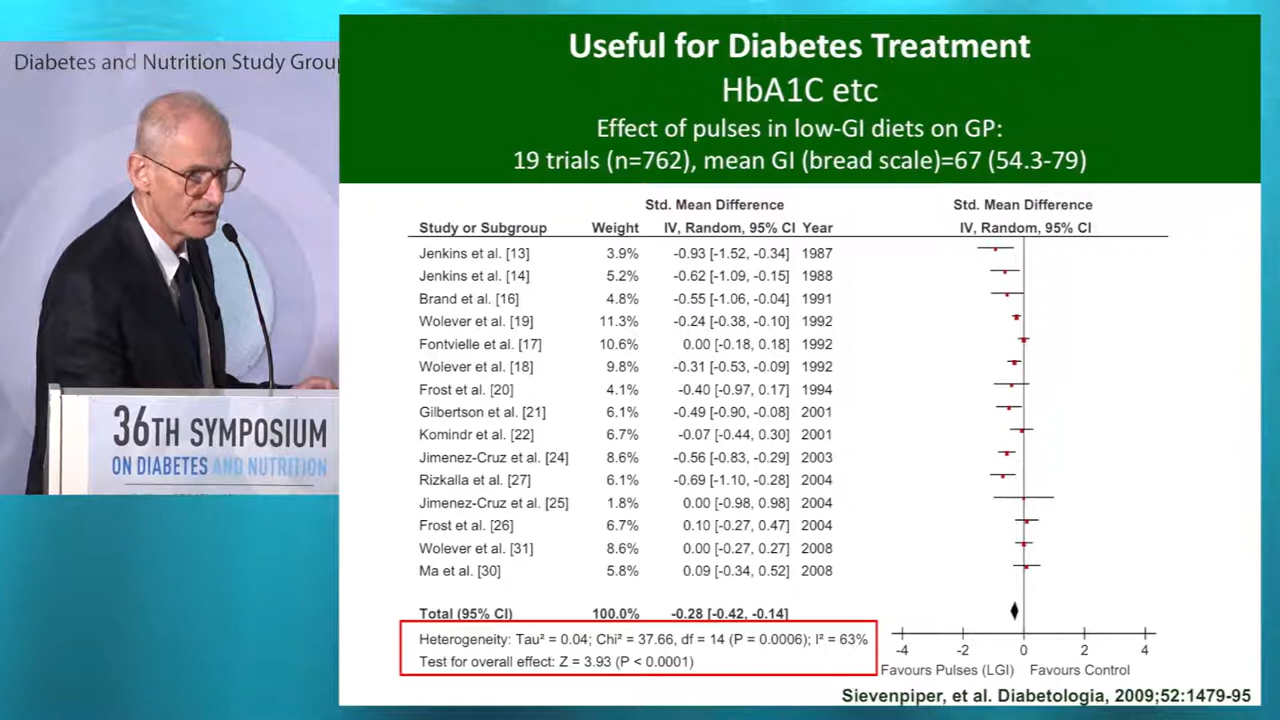 Diabetes and Nutrition Study Group
36TH SYMPOSIUM
ON DIABETES AND NUTRITION
Useful for Diabetes Treatment
HbA1C etc
Effect of pulses in low-GI diets on GP:
19 trials (n=762), mean GI (bread scale)=67 (54.3-79)
Std. Mean Difference Std. Mean Difference
Study or Subgroup Weight IV, Random, 95% CI Year IV, Random, 95% CI
Jenkins et al. [13] 3.9% -0.93 [-1.52, -0.34] 1987
Jenkins et al. [14] 5.2% -0.62 [-1.09, -0.15] 1988
Brand et al. [16] 4.8% -0.55 [-1.06, -0.04] 1991
Wolever et al. [19] 11.3% -0.24 [-0.38, -0.10] 1992
Fontvielle et al. [17] 10.6% 0.00 [-0.18, 0.18] 1992
Wolever et al. [18] 9.8% -0.31 [-0.53, -0.09] 1992
Frost et al. [20] 4.1% -0.40 [-0.97, 0.17] 1994
Gilbertson et al. [21] 6.1% -0.49 [-0.90, -0.08] 2001
Komindr et al. [22] 6.7% -0.07 [-0.44, 0.30] 2001
Jimenez-Cruz et al. [24] 8.6% -0.56 [-0.83, -0.29] 2003
Rizkalla et al. [27] 6.1% -0.69 [-1.10, -0.28] 2004
Jimenez-Cruz et al. [25] 1.8% 0.00 [-0.98, 0.98] 2004
Frost et al. [26] 6.7% 0.10 [-0.27, 0.47] 2004
Wolever et al. [31] 8.6% 0.00 [-0.27, 0.27] 2008
Ma et al. [30] 5.8% 0.09 [-0.34, 0.52] 2008
Total (95% CI) 100.0% -0.28 [-0.42, -0.14]
Heterogeneity: Tau² = 0.04; Chi² = 37.66, df = 14 (P = 0.0006); I² = 63%
Test for overall effect: Z = 3.93 (P < 0.0001)
-4 -2 0 2 4
Favours Pulses (LGI) Favours Control
Sievenpiper, et al. Diabetologia, 2009;52:1479-95